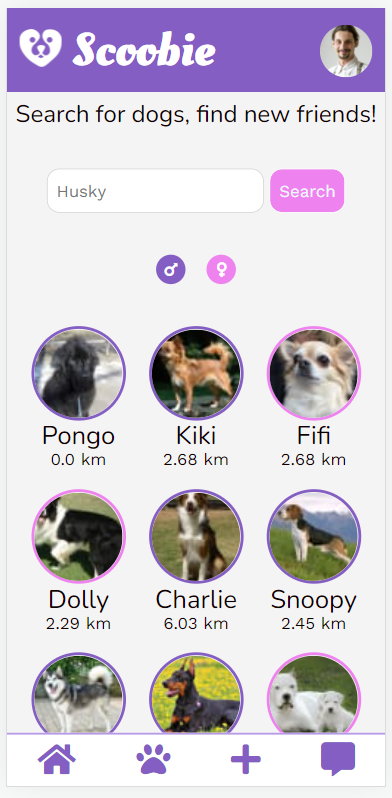 Scoobie
Search for dogs, find new friends!
Husky Search
Pongo Kiki Fifi
0.0 km 2.68 km 2.68 km
Dolly Charlie Snoopy
2.29 km 6.03 km 2.45 km